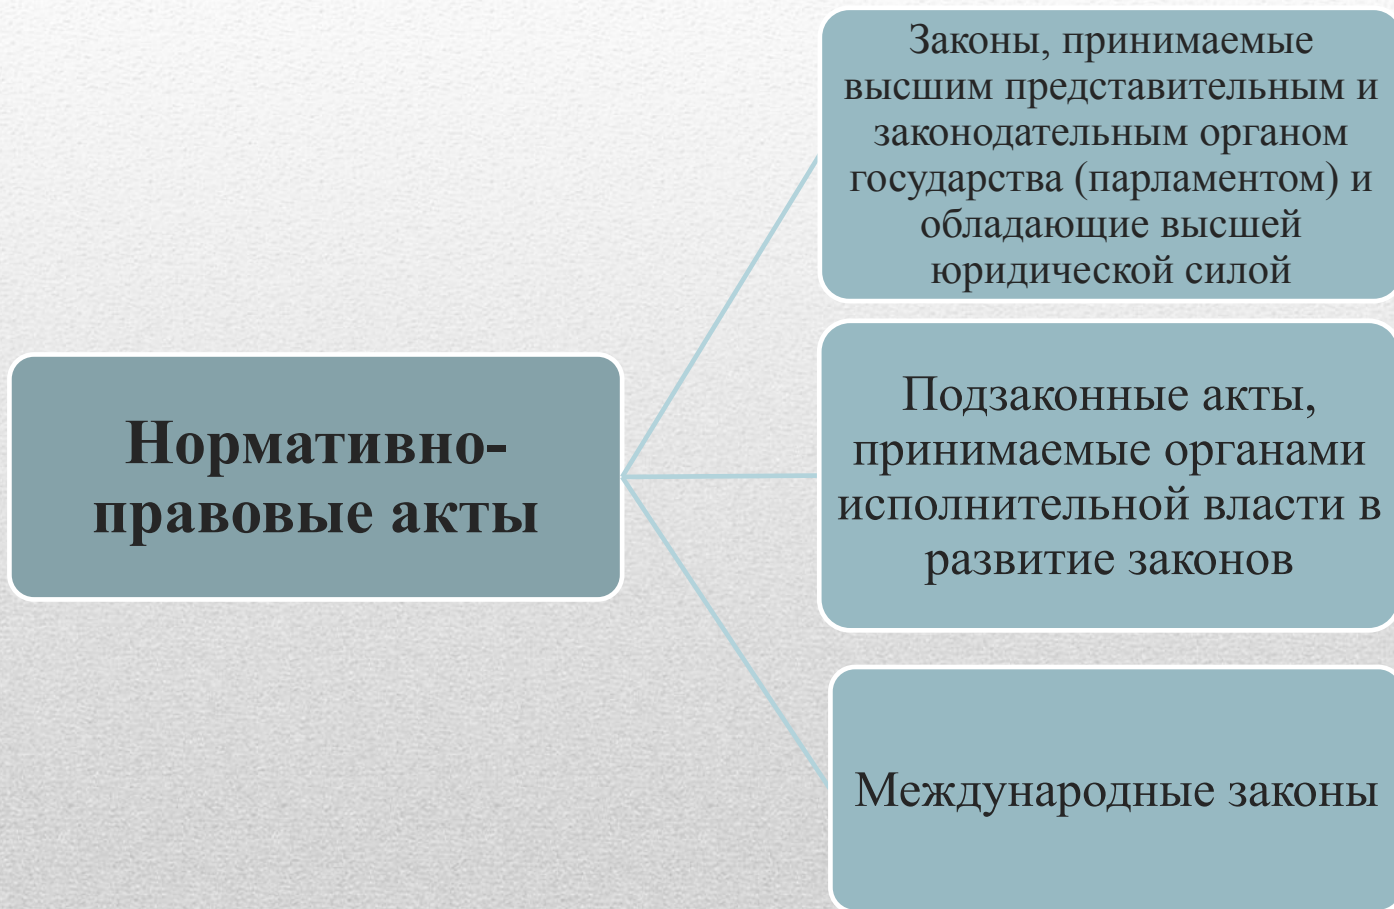 Законы, принимаемые
высшим представительным и
законодательным органом
государства (парламентом) и
обладающие высшей
юридической силой
Нормативно-
правовые акты
Подзаконные акты,
принимаемые органами
исполнительной власти в
развитие законов
Международные законы